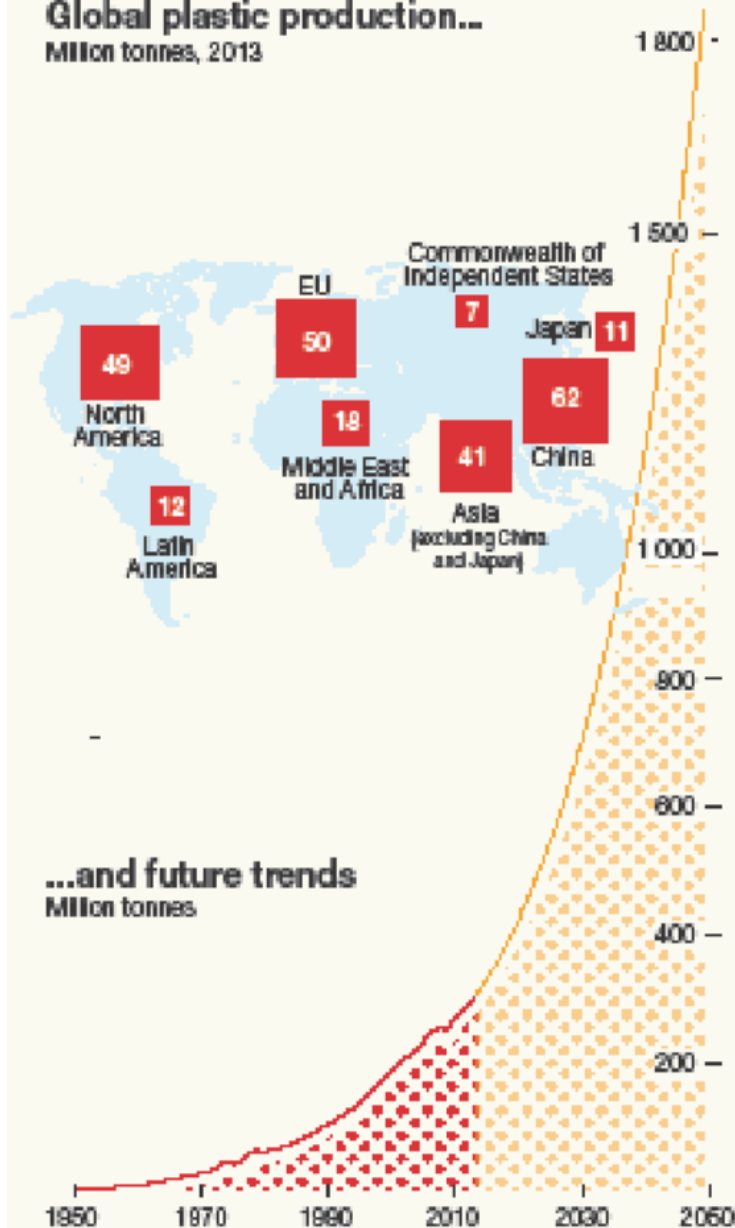 Global plastic production...
Million tonnes, 2013
1 800
1 500
Commonwealth of
Independent States
EU
7
Japan 11
50
49
62
North
America
18
41
China
Middle East
and Africa
12
Asia
(excluding China
and Japan)
Latin
America
1 000
800
600
...and future trends
Million tonnes
400
200
1950 1970 1990 2010 2030 2050